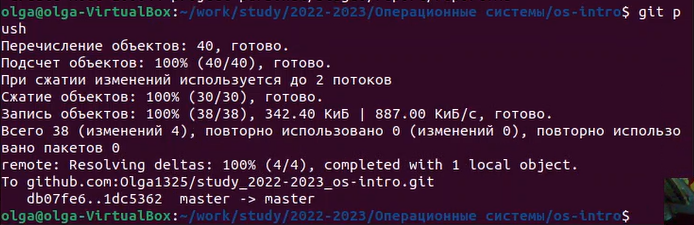 olga@olga-VirtualBox:~/work/study/2022-2023/Операционные системы/os-intro$ git p
ush
Перечисление объектов: 40, готово.
Подсчет объектов: 100% (40/40), готово.
При сжатии изменений используется до 2 потоков
Сжатие объектов: 100% (30/30), готово.
Запись объектов: 100% (38/38), 342.40 КиБ | 887.00 КиБ/с, готово.
Всего 38 (изменений 4), повторно использовано 0 (изменений 0), повторно использо
вано пакетов 0
remote: Resolving deltas: 100% (4/4), completed with 1 local object.
To github.com:Olga1325/study_2022-2023_os-intro.git
   db07fe6..1dc5362  master -> master
olga@olga-VirtualBox:~/work/study/2022-2023/Операционные системы/os-intro$